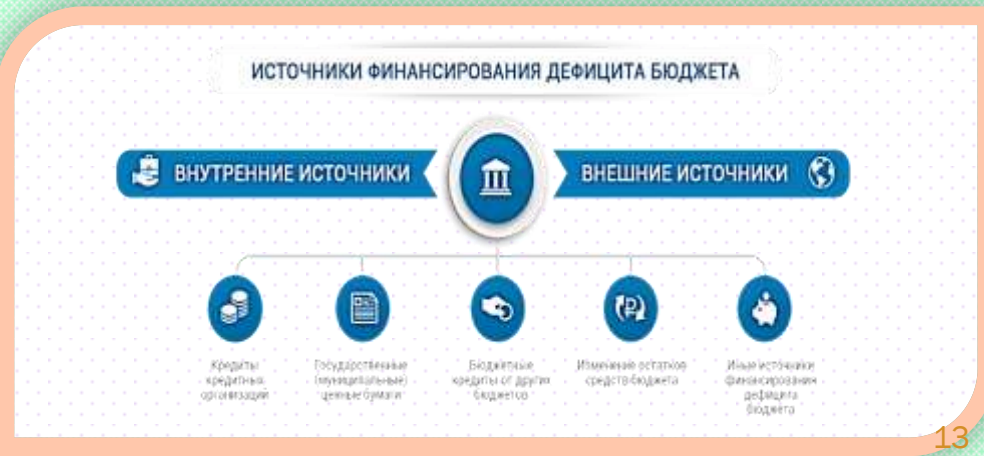 ИСТОЧНИКИ ФИНАНСИРОВАНИЯ ДЕФИЦИТА БЮДЖЕТА
ВНУТРЕННИЕ ИСТОЧНИКИ
ВНЕШНИЕ ИСТОЧНИКИ
Кредиты
кредитных
организаций
Государственные
(муниципальные)
ценные бумаги
Бюджетные
кредиты от других
бюджетов
Изменение остатков
средств бюджета
Иные источники
финансирования
дефицита
бюджета
13